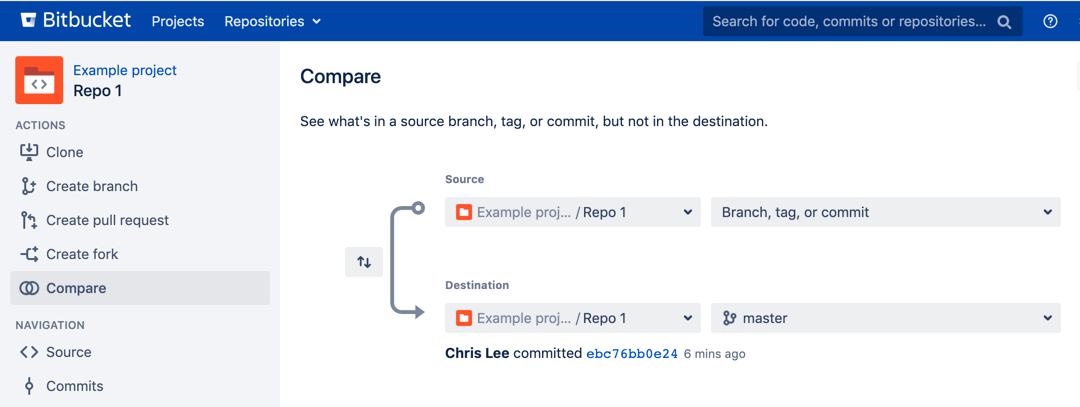 Bitbucket Projects Repositories Search for code, commits or repositories...
Example project
Repo 1
ACTIONS
Clone
Create branch
Create pull request
Create fork
Compare
NAVIGATION
Source
Commits
Compare
See what's in a source branch, tag, or commit, but not in the destination.
Source
Example proj... / Repo 1 Branch, tag, or commit
Destination
Example proj... / Repo 1 master
Chris Lee committed ebc76bb0e24 6 mins ago